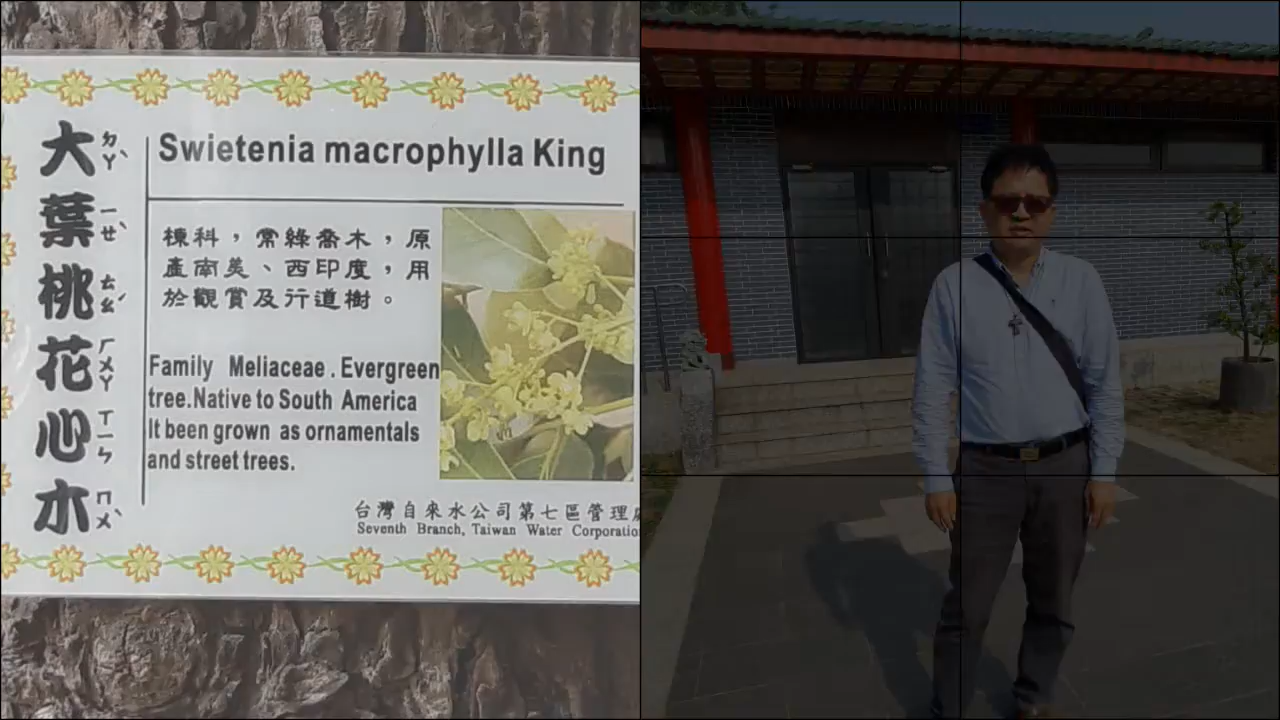 大葉桃花心木
ㄉㄚˋ ㄧㄝˋ ㄊㄠˊ ㄏㄨㄚ ㄒㄧㄣ ㄇㄨˋ
Swietenia macrophylla King
楝科，常綠喬木，原
產南美、西印度，用
於觀賞及行道樹。
Family Meliaceae . Evergreen
tree.Native to South America
It been grown as ornamentals
and street trees.
台灣自來水公司第七區管理處
Seventh Branch, Taiwan Water Corporatio